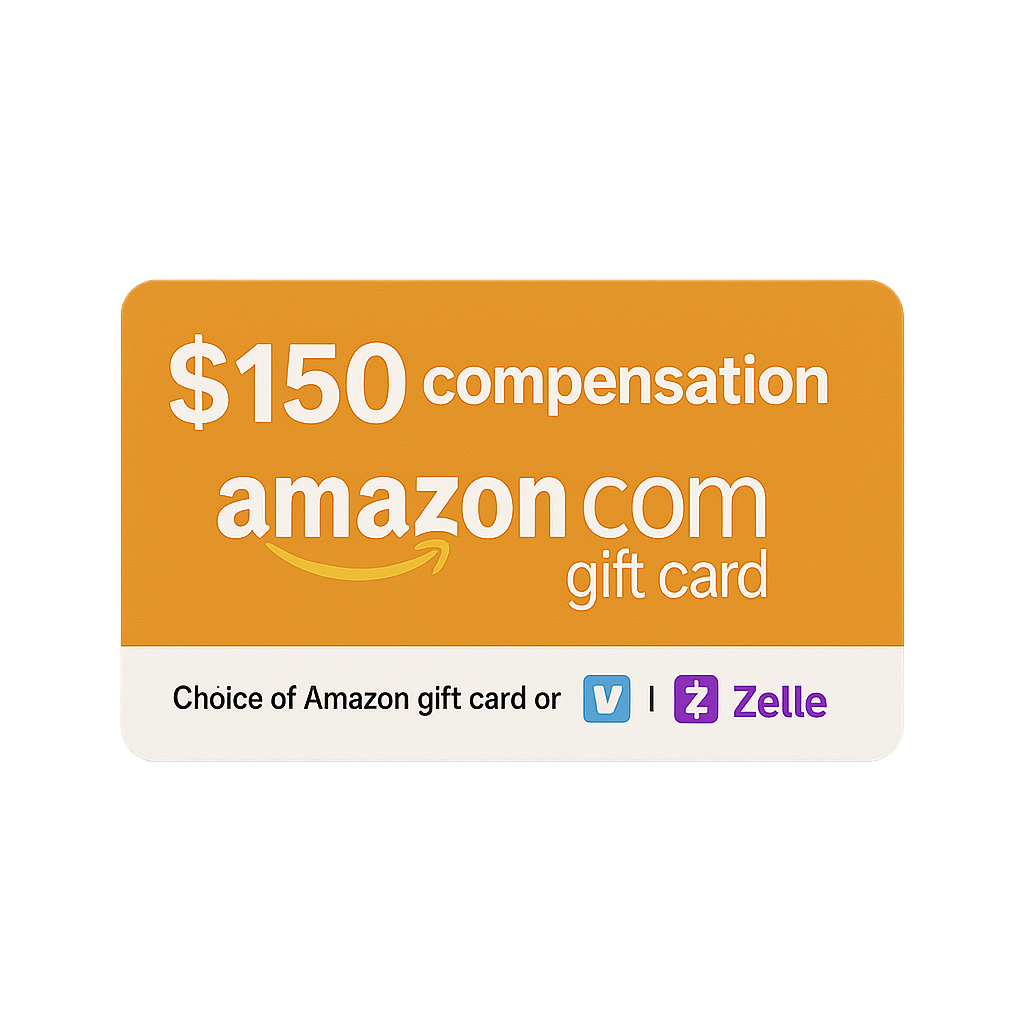 $150 compensation
amazon com
gift card
Choice of Amazon gift card or V | Z Zelle